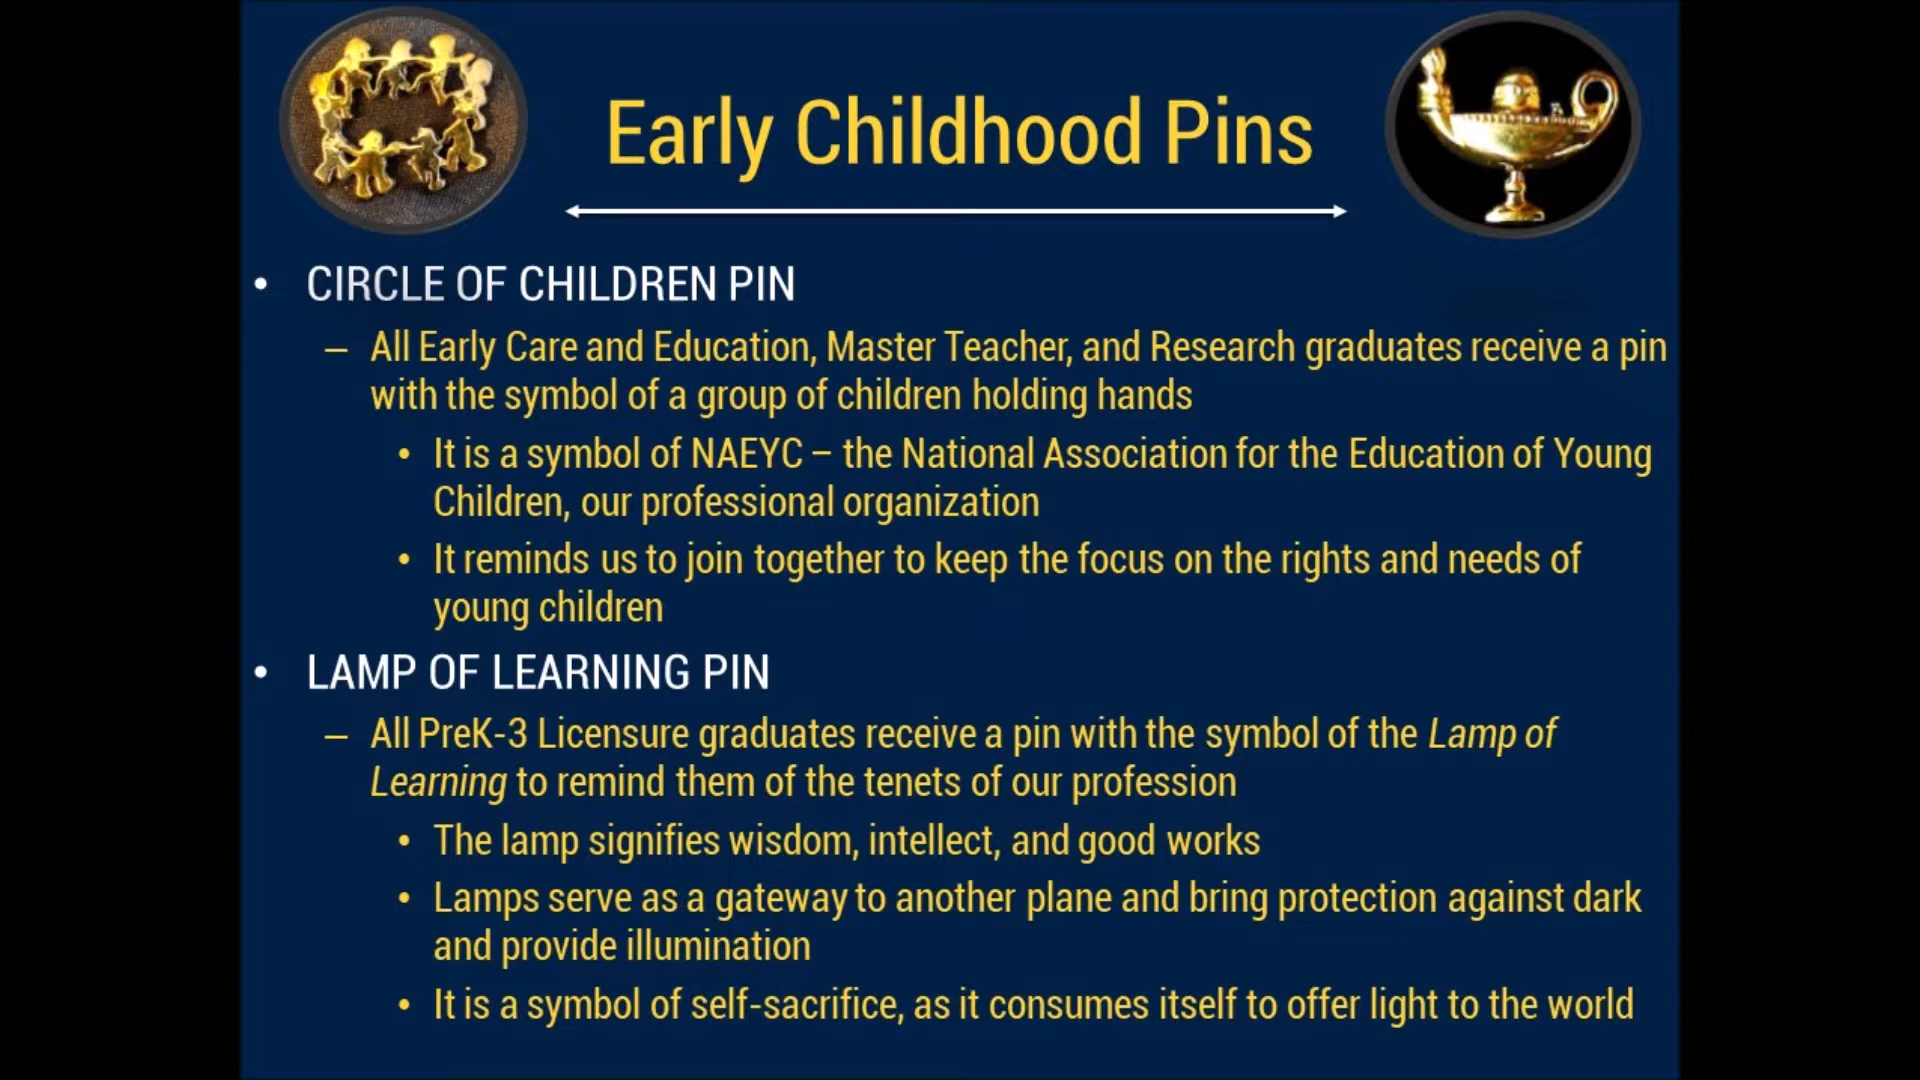 Early Childhood Pins
• CIRCLE OF CHILDREN PIN
– All Early Care and Education, Master Teacher, and Research graduates receive a pin
with the symbol of a group of children holding hands
• It is a symbol of NAEYC – the National Association for the Education of Young
Children, our professional organization
• It reminds us to join together to keep the focus on the rights and needs of
young children
• LAMP OF LEARNING PIN
– All PreK-3 Licensure graduates receive a pin with the symbol of the Lamp of
Learning to remind them of the tenets of our profession
• The lamp signifies wisdom, intellect, and good works
• Lamps serve as a gateway to another plane and bring protection against dark
and provide illumination
• It is a symbol of self-sacrifice, as it consumes itself to offer light to the world